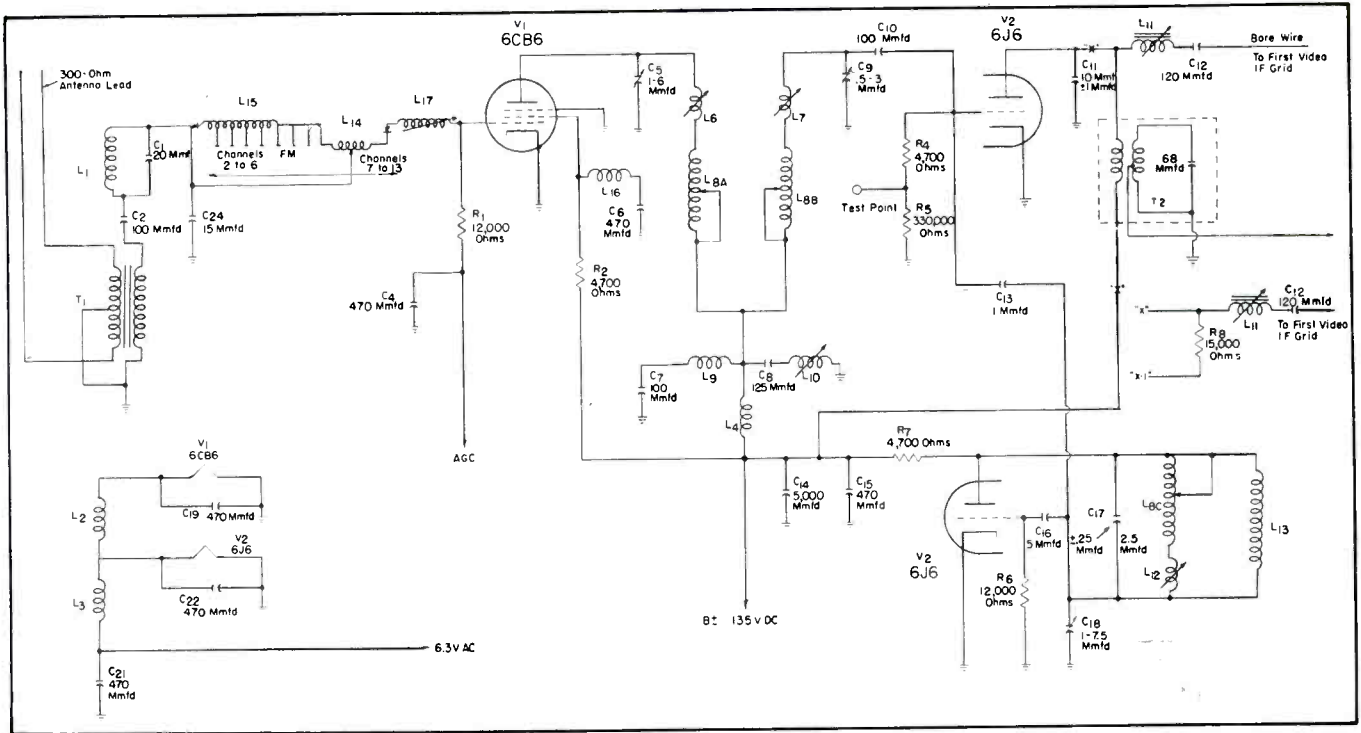 300-Ohm
Antenna Lead
L1
C1
20 Mmf
C2
100 Mmfd
T1
L15
Channels
2 to 6
FM
L14
Channels
7 to 13
L17
C24
15 Mmfd
R1
12,000
Ohms
C4
470 Mmfd
AGC
V1
6CB6
L16
C6
470
Mmfd
R2
4,700
Ohms
C5
1-6
Mmfd
L6
L8A
L7
L8B
C10
100 Mmfd
C9
.5-3
Mmfd
C7
100
Mmfd
L9
C8
125 Mmfd
L10
L4
R4
4,700
Ohms
Test Point
R5
330,000
Ohms
V2
6J6
C11
10 Mmf
±1 Mmfd
"X"
L11
C12
120 Mmfd
Bare Wire
To First Video
IF Grid
68
Mmfd
T2
C13
1 Mmfd
"X"
L11
C12
120 Mmfd
To First Video
IF Grid
R8
15,000
Ohms
"X-1"
R7
4,700 Ohms
C14
5,000
Mmfd
C15
470
Mmfd
B± 135 V DC
V2
6J6
C16
5 Mmfd
R6
12,000
Ohms
C17
±.25
Mmfd
2.5
Mmfd
L8C
L12
L13
C18
1-7.5
Mmfd
V1
6CB6
C19
470 Mmfd
L2
V2
6J6
C22
470 Mmfd
L3
6.3V AC
C21
470
Mmfd